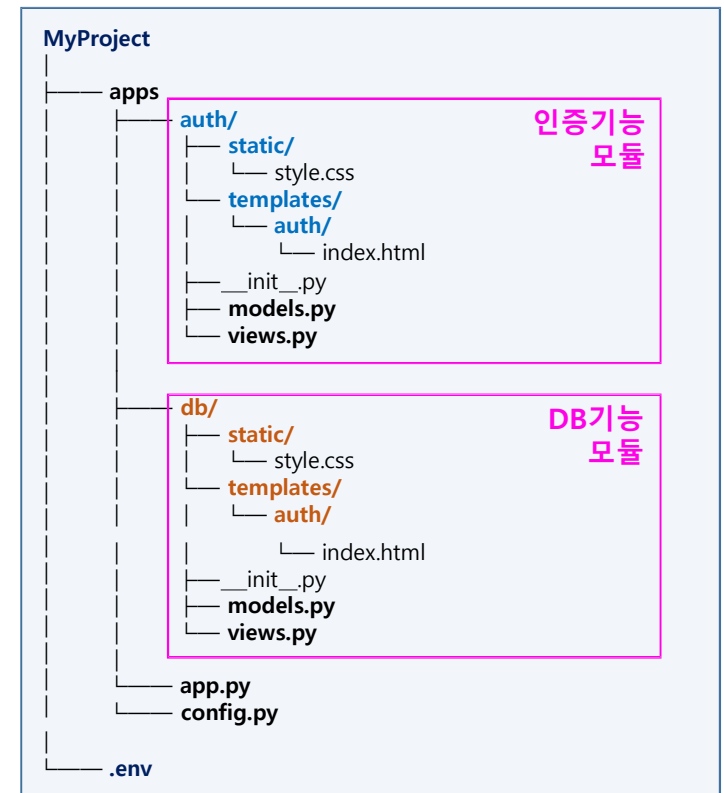 MyProject
apps
auth/
인증기능
모듈
static/
style.css
templates/
auth/
index.html
__init__.py
models.py
views.py
db/
DB기능
모듈
static/
style.css
templates/
auth/
index.html
__init__.py
models.py
views.py
app.py
config.py
.env